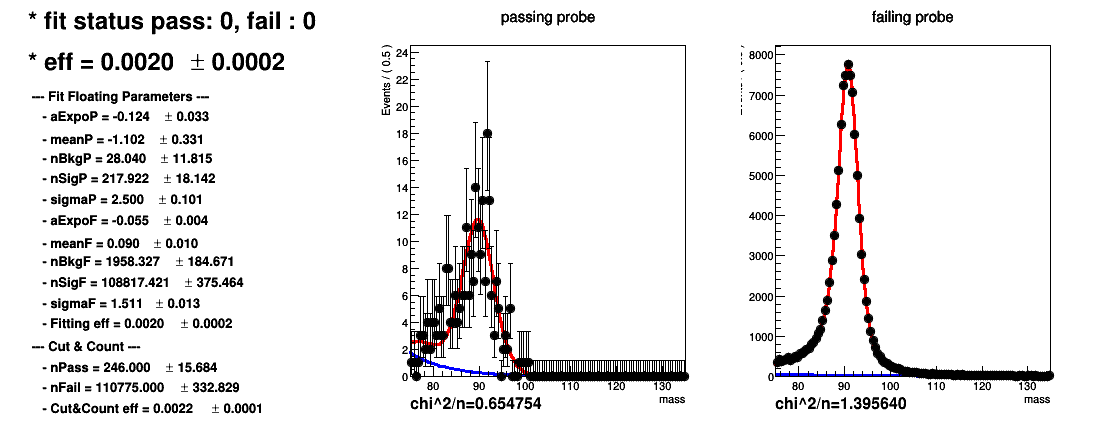 * fit status pass: 0, fail : 0
* eff = 0.0020 ± 0.0002
--- Fit Floating Parameters ---
- aExpoP = -0.124 ± 0.033
- meanP = -1.102 ± 0.331
- nBkgP = 28.040 ± 11.815
- nSigP = 217.922 ± 18.142
- sigmaP = 2.500 ± 0.101
- aExpoF = -0.055 ± 0.004
- meanF = 0.090 ± 0.010
- nBkgF = 1958.327 ± 184.671
- nSigF = 108817.421 ± 375.464
- sigmaF = 1.511 ± 0.013
- Fitting eff = 0.0020 ± 0.0002
--- Cut & Count ---
- nPass = 246.000 ± 15.684
- nFail = 110775.000 ± 332.829
- Cut&Count eff = 0.0022 ± 0.0001
passing probe
Events / ( 0.5 )
24
22
20
18
16
14
12
10
8
6
4
2
0
80 90 100 110 120 130
mass
chi^2/n=0.654754
failing probe
8000
7000
6000
5000
4000
3000
2000
1000
0
80 90 100 110 120 130
mass
chi^2/n=1.395640